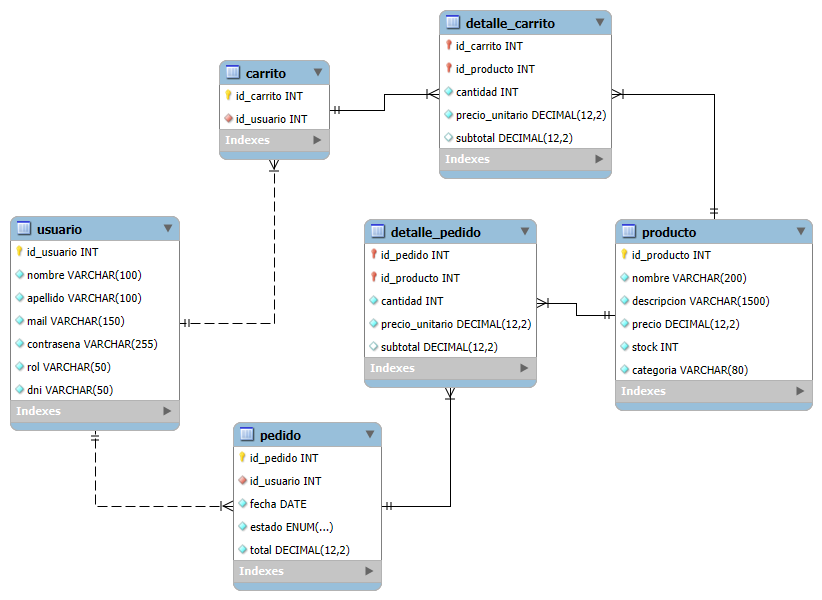 detalle_carrito
id_carrito INT
id_producto INT
cantidad INT
precio_unitario DECIMAL(12,2)
subtotal DECIMAL(12,2)
Indexes
carrito
id_carrito INT
id_usuario INT
Indexes
usuario
id_usuario INT
nombre VARCHAR(100)
apellido VARCHAR(100)
mail VARCHAR(150)
contrasena VARCHAR(255)
rol VARCHAR(50)
dni VARCHAR(50)
Indexes
detalle_pedido
id_pedido INT
id_producto INT
cantidad INT
precio_unitario DECIMAL(12,2)
subtotal DECIMAL(12,2)
Indexes
producto
id_producto INT
nombre VARCHAR(200)
descripcion VARCHAR(1500)
precio DECIMAL(12,2)
stock INT
categoria VARCHAR(80)
Indexes
pedido
id_pedido INT
id_usuario INT
fecha DATE
estado ENUM(...)
total DECIMAL(12,2)
Indexes